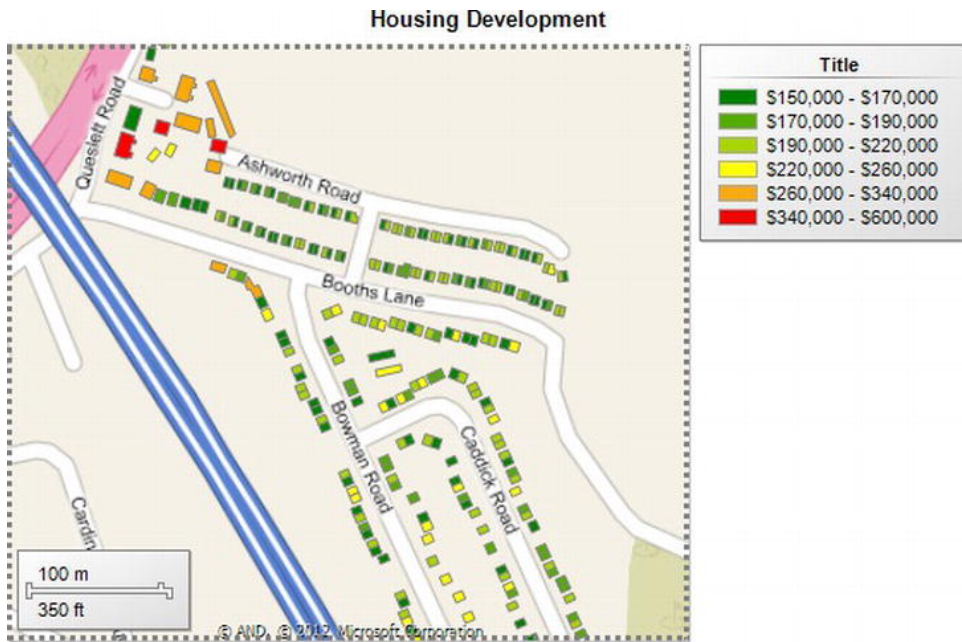 Housing Development
Title
$150,000 - $170,000
$170,000 - $190,000
$190,000 - $220,000
$220,000 - $260,000
$260,000 - $340,000
$340,000 - $600,000
Queslett Road
Ashworth Road
Booths Lane
Bowman Road
Caddick Road
Cardin
100 m
350 ft
© AND, © 2012 Microsoft Corporation